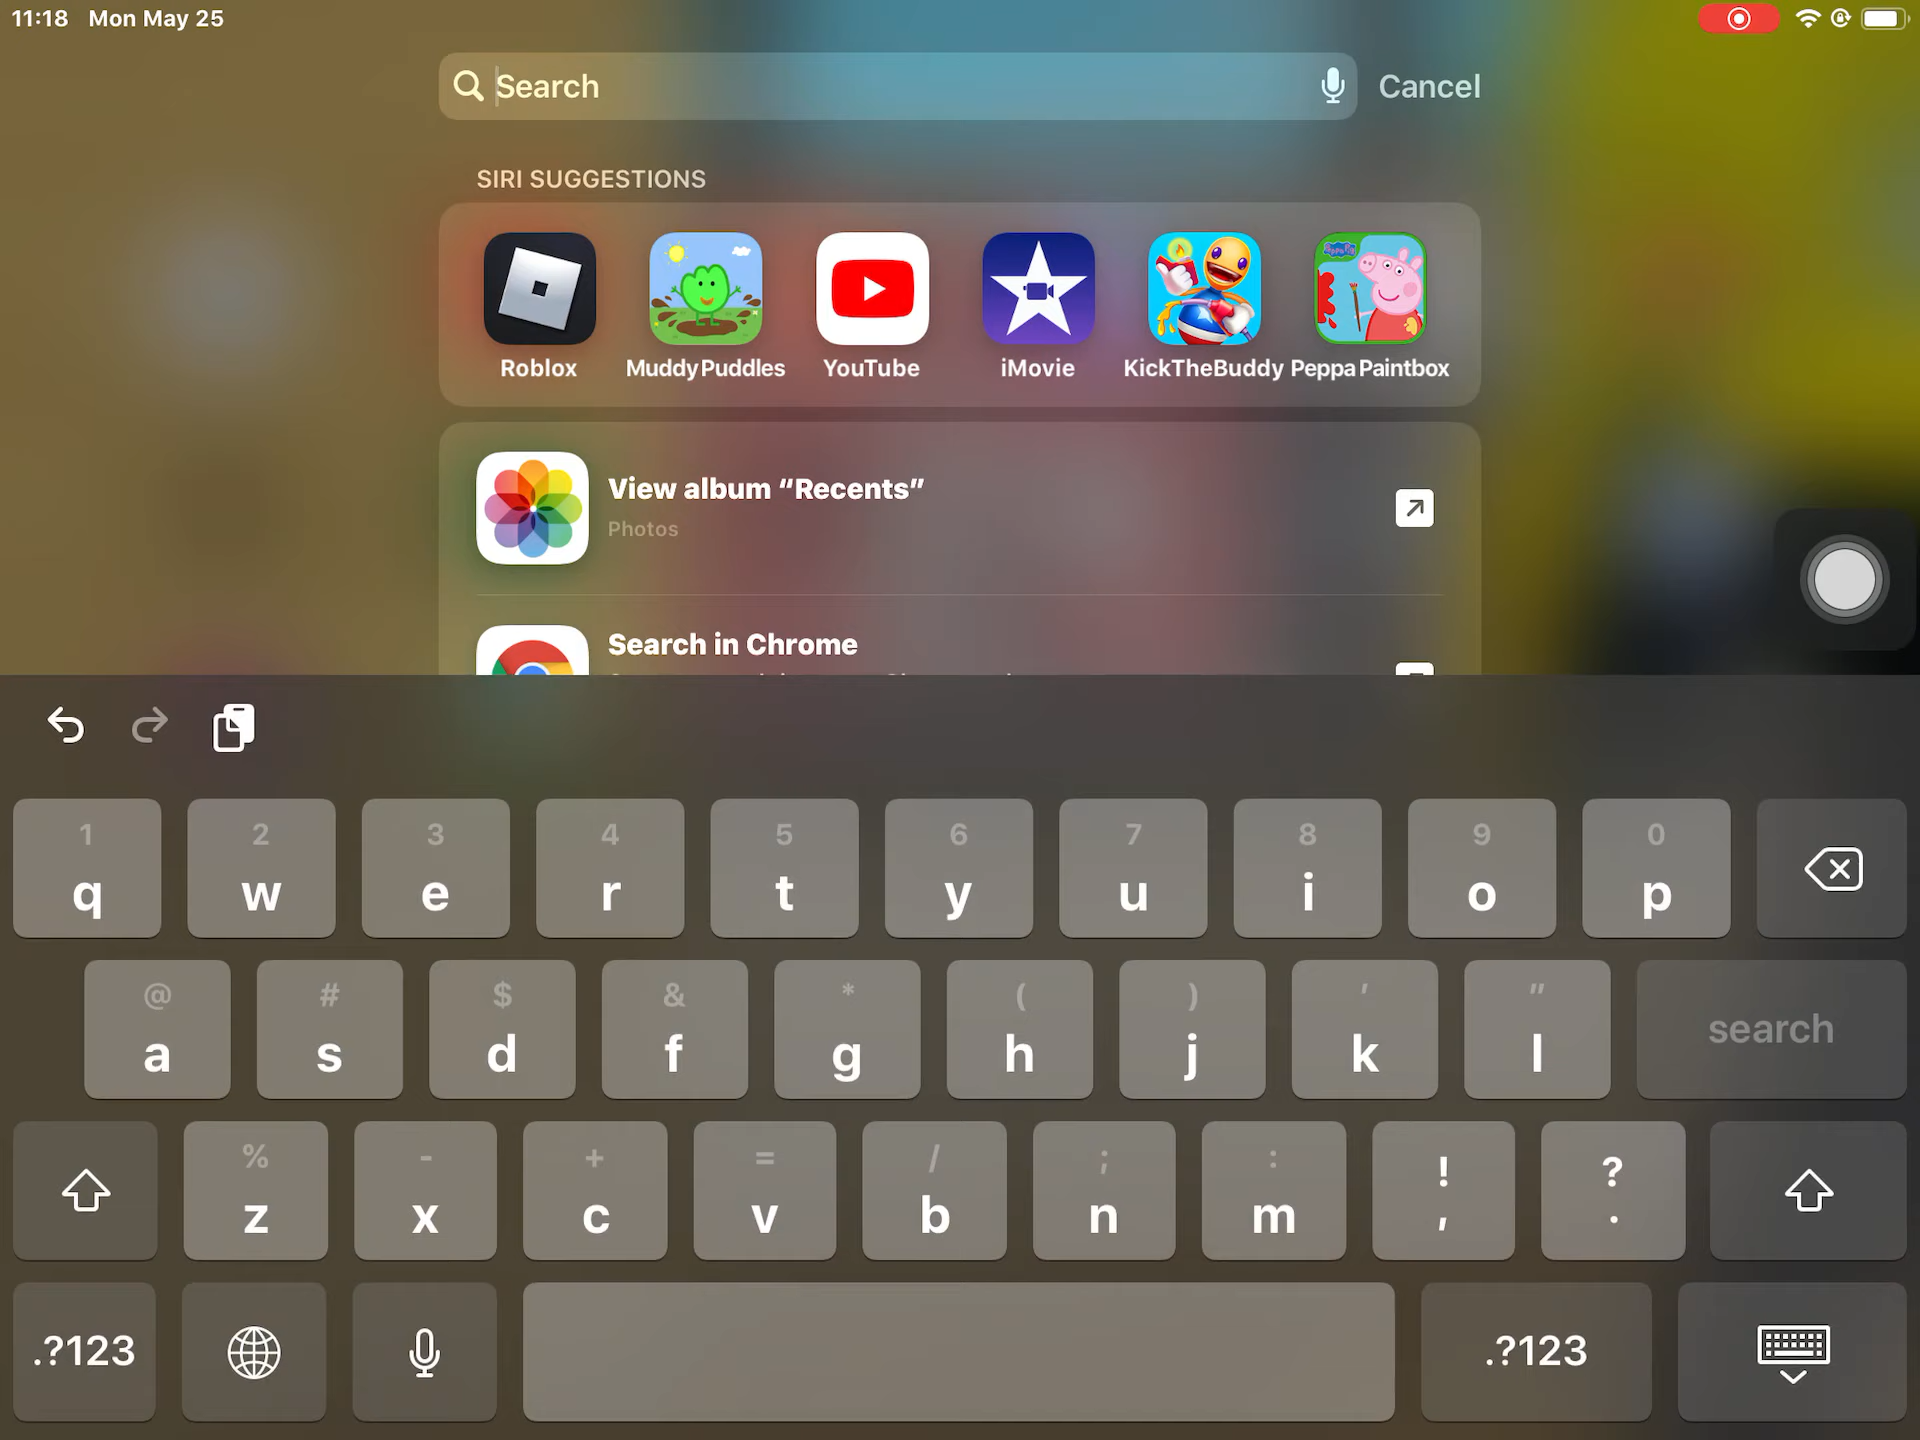 11:18 Mon May 25
Search
Cancel
SIRI SUGGESTIONS
Roblox MuddyPuddles YouTube iMovie KickTheBuddy PeppaPaintbox
View album “Recents”
Photos
Search in Chrome
1 2 3 4 5 6 7 8 9 0
q w e r t y u i o p
@ # $ & * ( ) ' "
a s d f g h j k l search
% - + = / ; : ! ?
z x c v b n m , .
.?123 .?123